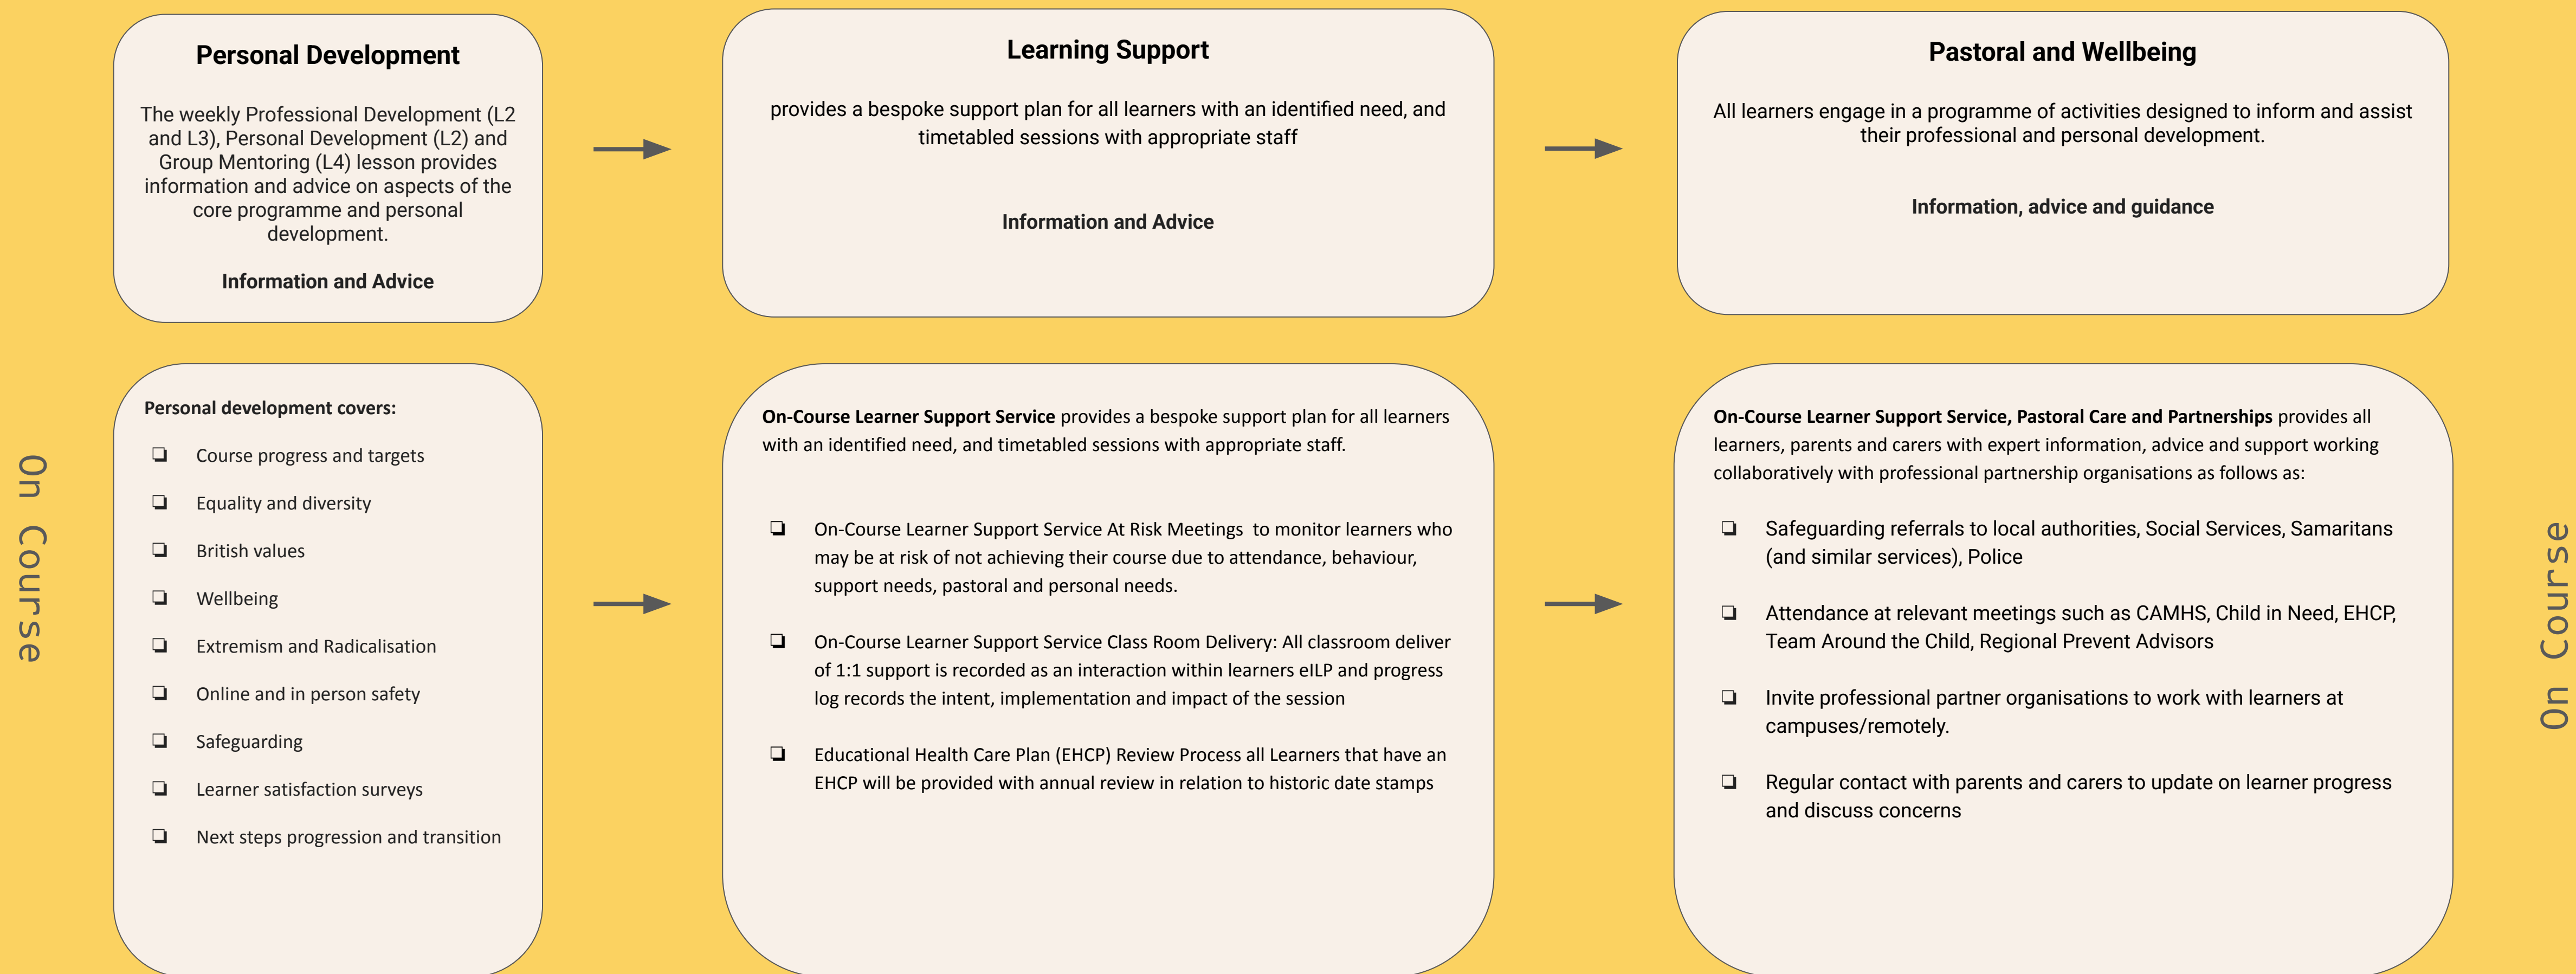 Personal Development
The weekly Professional Development (L2
and L3), Personal Development (L2) and
Group Mentoring (L4) lesson provides
information and advice on aspects of the
core programme and personal
development.
Information and Advice
Learning Support
provides a bespoke support plan for all learners with an identified need, and
timetabled sessions with appropriate staff
Information and Advice
Pastoral and Wellbeing
All learners engage in a programme of activities designed to inform and assist
their professional and personal development.
Information, advice and guidance
On Course
Personal development covers:
❏ Course progress and targets
❏ Equality and diversity
❏ British values
❏ Wellbeing
❏ Extremism and Radicalisation
❏ Online and in person safety
❏ Safeguarding
❏ Learner satisfaction surveys
❏ Next steps progression and transition
On-Course Learner Support Service provides a bespoke support plan for all learners
with an identified need, and timetabled sessions with appropriate staff.
❏ On-Course Learner Support Service At Risk Meetings to monitor learners who
may be at risk of not achieving their course due to attendance, behaviour,
support needs, pastoral and personal needs.
❏ On-Course Learner Support Service Class Room Delivery: All classroom deliver
of 1:1 support is recorded as an interaction within learners eILP and progress
log records the intent, implementation and impact of the session
❏ Educational Health Care Plan (EHCP) Review Process all Learners that have an
EHCP will be provided with annual review in relation to historic date stamps
On-Course Learner Support Service, Pastoral Care and Partnerships provides all
learners, parents and carers with expert information, advice and support working
collaboratively with professional partnership organisations as follows as:
❏ Safeguarding referrals to local authorities, Social Services, Samaritans
(and similar services), Police
❏ Attendance at relevant meetings such as CAMHS, Child in Need, EHCP,
Team Around the Child, Regional Prevent Advisors
❏ Invite professional partner organisations to work with learners at
campuses/remotely.
❏ Regular contact with parents and carers to update on learner progress
and discuss concerns
On Course